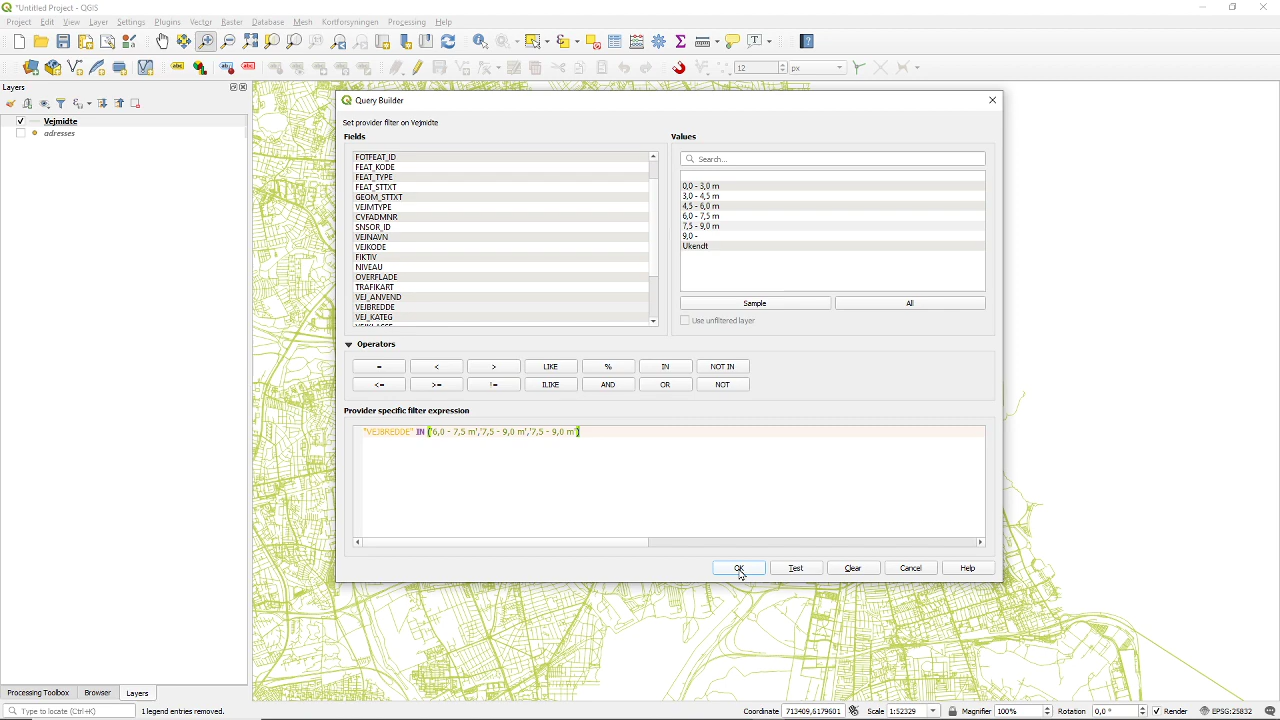 *Untitled Project - QGIS
Project Edit View Layer Settings Plugins Vector Raster Database Mesh Kortforsyningen Processing Help
12 px
Layers
Vejmidte
adresses
Query Builder
Set provider filter on Vejmidte
Fields
Values
FOTFEAT_ID
FEAT_KODE
FEAT_TYPE
FEAT_STTXT
GEOM_STTXT
VEJMTYPE
CVFADMNR
SNSOR_ID
VEJNAVN
VEJKODE
FIKTIV
NIVEAU
OVERFLADE
TRAFIKART
VEJ_ANVEND
VEJBREDDE
VEJ_KATEG
VEJKLASSE
Search...
0,0 - 3,0 m
3,0 - 4,5 m
4,5 - 6,0 m
6,0 - 7,5 m
7,5 - 9,0 m
9,0 -
Ukendt
Sample All
Use unfiltered layer
Operators
= < > LIKE % IN NOT IN
<= >= != ILIKE AND OR NOT
Provider specific filter expression
"VEJBREDDE" IN ('6,0 - 7,5 m','7,5 - 9,0 m','7,5 - 9,0 m')
OK Test Clear Cancel Help
Processing Toolbox Browser Layers
Type to locate (Ctrl+K) 1 legend entries removed. Coordinate 713409,6179601 Scale 1:52329 Magnifier 100% Rotation 0,0 ° Render EPSG:25832